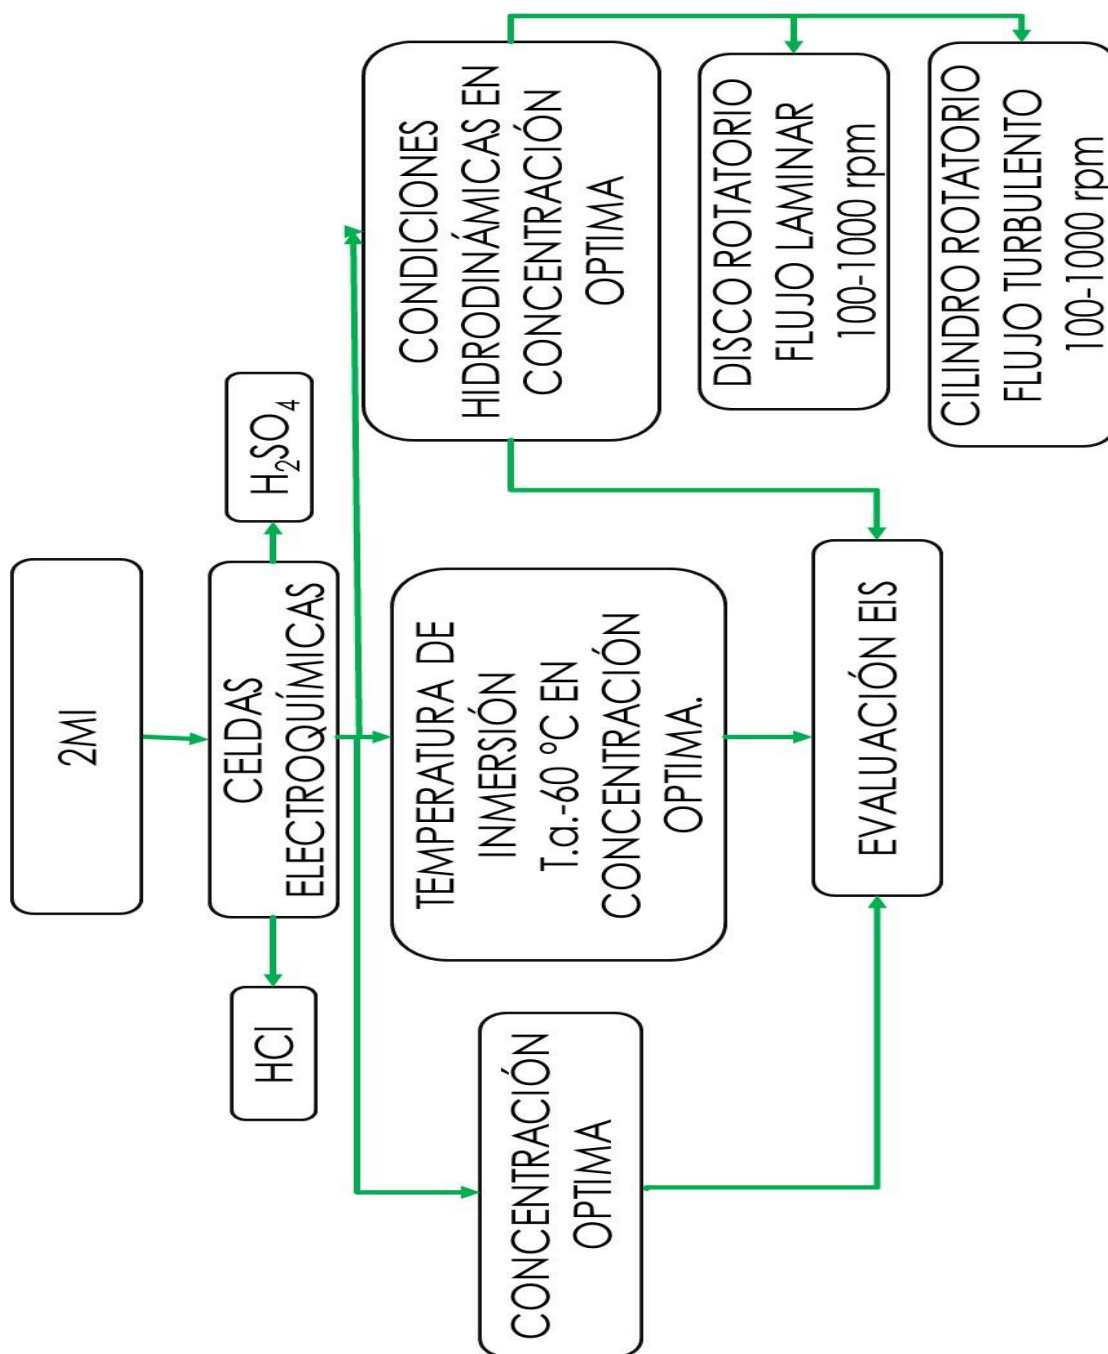 2MI
HCl
CELDAS
ELECTROQUÍMICAS
H₂SO₄
CONCENTRACIÓN
OPTIMA
TEMPERATURA DE
INMERSIÓN
T.a.-60 ºC EN
CONCENTRACIÓN
OPTIMA.
CONDICIONES
HIDRODINÁMICAS EN
CONCENTRACIÓN
OPTIMA
DISCO ROTATORIO
FLUJO LAMINAR
100-1000 rpm
CILINDRO ROTATORIO
FLUJO TURBULENTO
100-1000 rpm
EVALUACIÓN EIS